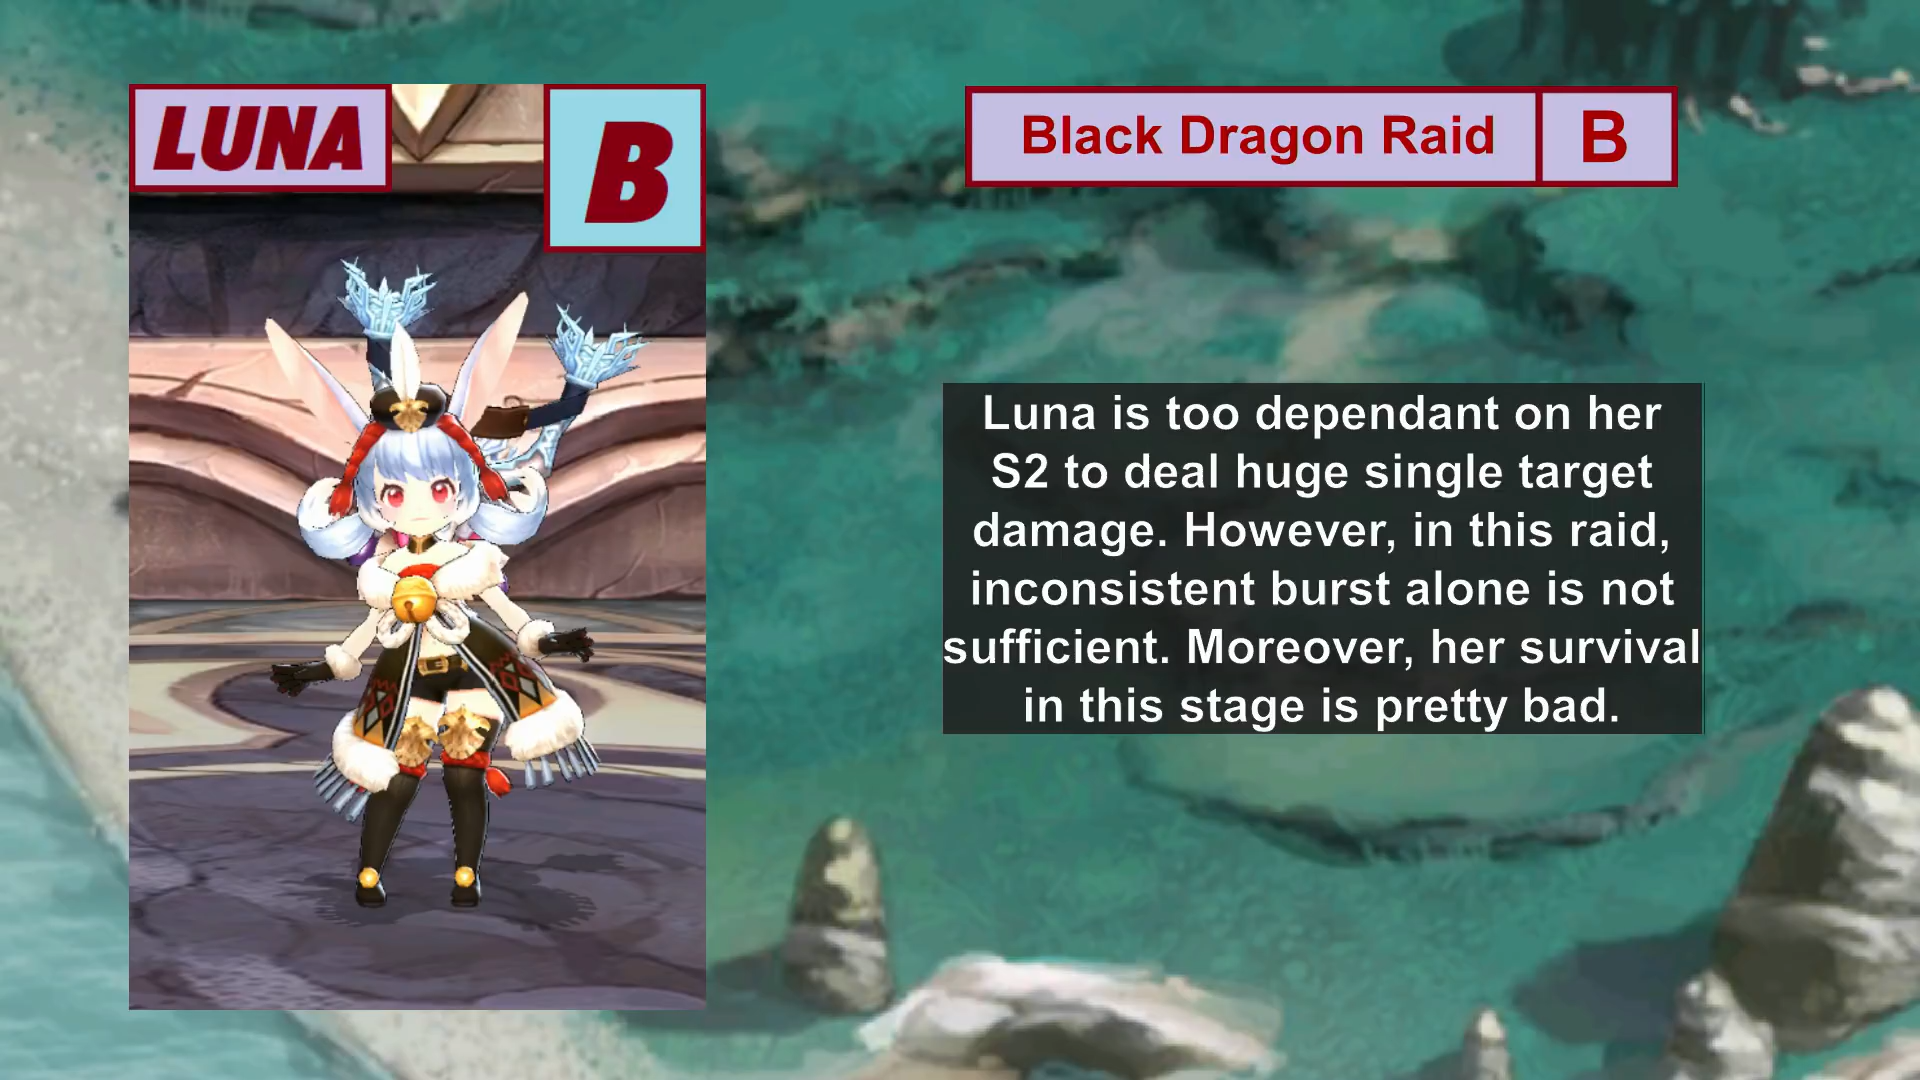 LUNA
B
Black Dragon Raid
B
Luna is too dependant on her
S2 to deal huge single target
damage. However, in this raid,
inconsistent burst alone is not
sufficient. Moreover, her survival
in this stage is pretty bad.